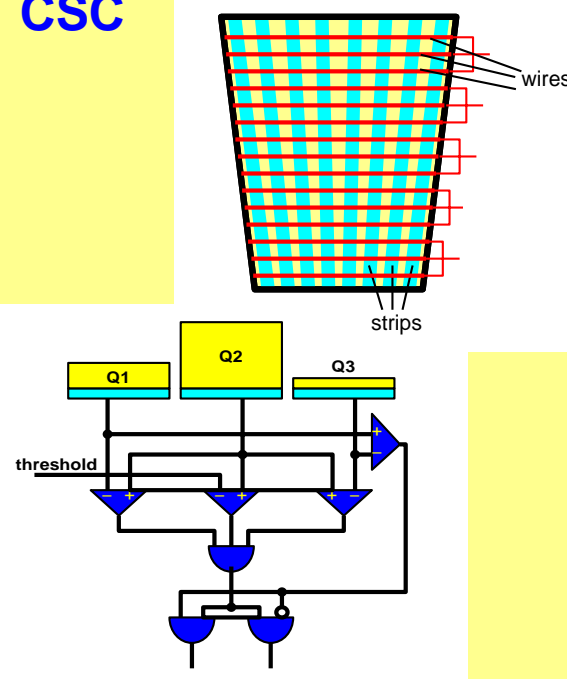 CSC
wires
strips
Q1
Q2
Q3
threshold
+
−
− +
− +
+ −